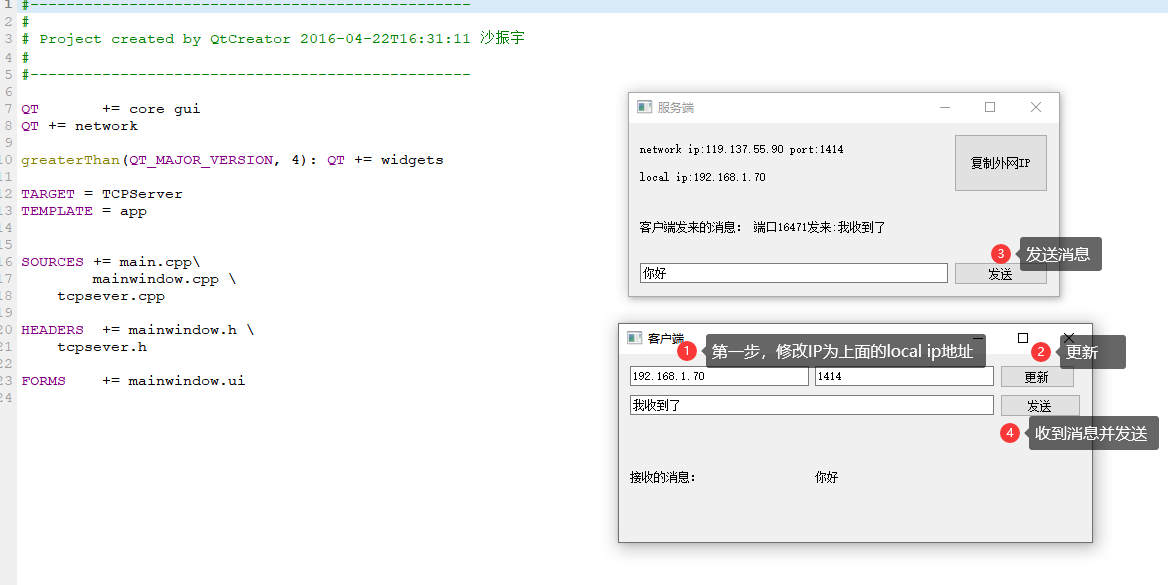 1 #-------------------------------------------------
2 #
3 # Project created by QtCreator 2016-04-22T16:31:11 沙振宇
4 #
5 #-------------------------------------------------
6
7 QT       += core gui
8 QT += network
9
10 greaterThan(QT_MAJOR_VERSION, 4): QT += widgets
11
12 TARGET = TCPServer
13 TEMPLATE = app
14
15
16 SOURCES += main.cpp\
17         mainwindow.cpp \
18     tcpsever.cpp
19
20 HEADERS  += mainwindow.h \
21     tcpsever.h
22
23 FORMS    += mainwindow.ui
24
服务端
network ip:119.137.55.90 port:1414
复制外网IP
local ip:192.168.1.70
客户端发来的消息: 端口16471发来:我收到了
3 发送消息
你好
发送
客户端
1 第一步，修改IP为上面的local ip地址
2 更新
192.168.1.70
1414
更新
我收到了
发送
4 收到消息并发送
接收的消息:
你好